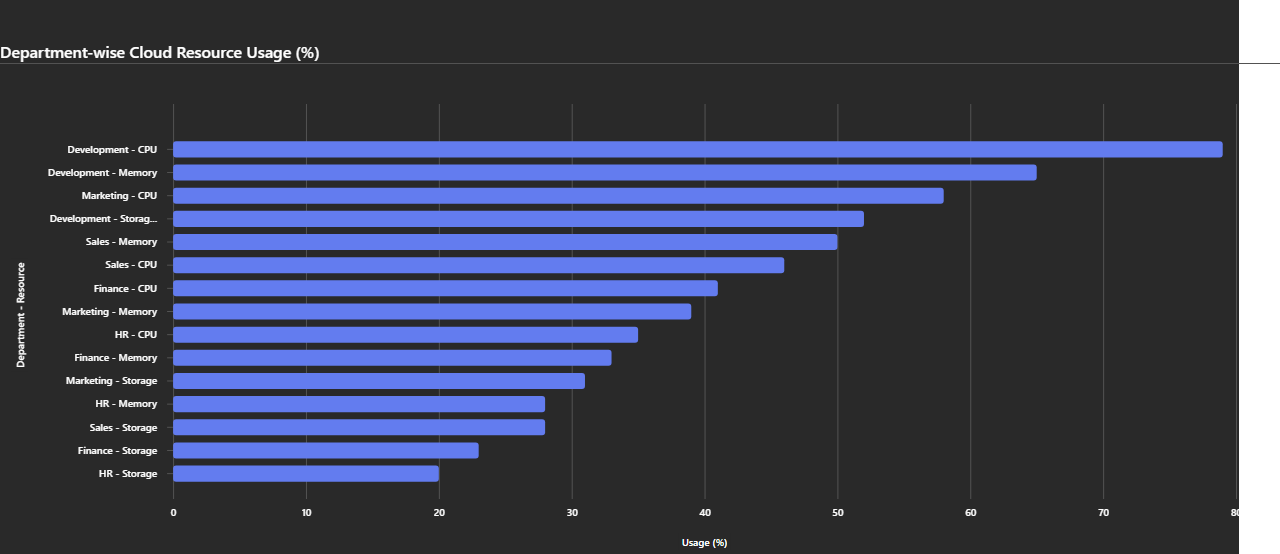 Department-wise Cloud Resource Usage (%)
Department - Resource
Development - CPU
Development - Memory
Marketing - CPU
Development - Storag...
Sales - Memory
Sales - CPU
Finance - CPU
Marketing - Memory
HR - CPU
Finance - Memory
Marketing - Storage
HR - Memory
Sales - Storage
Finance - Storage
HR - Storage
0 10 20 30 40 50 60 70 80
Usage (%)